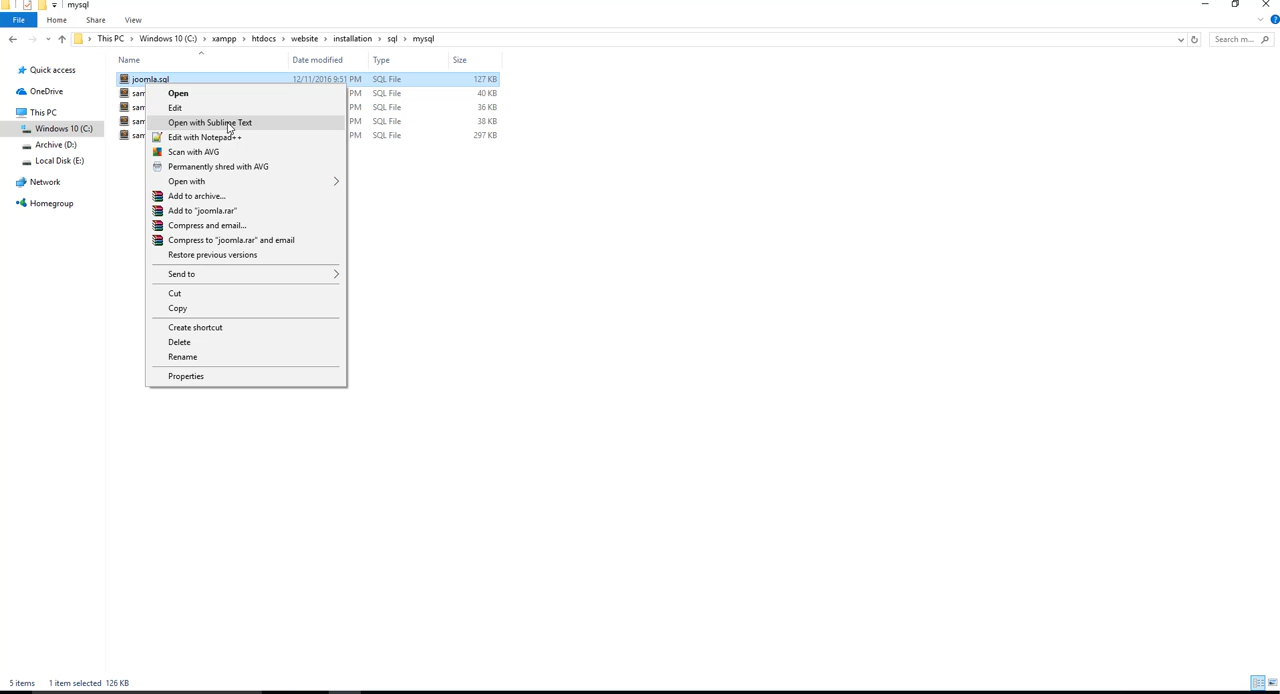 mysql
File Home Share View
This PC > Windows 10 (C:) > xampp > htdocs > website > installation > sql > mysql
Search m...
Name Date modified Type Size
Quick access
OneDrive
This PC
Windows 10 (C:)
Archive (D:)
Local Disk (E:)
Network
Homegroup
joomla.sql 12/11/2016 9:51 PM SQL File 127 KB
sam PM SQL File 40 KB
sam PM SQL File 36 KB
sam PM SQL File 38 KB
sam PM SQL File 297 KB
Open
Edit
Open with Sublime Text
Edit with Notepad++
Scan with AVG
Permanently shred with AVG
Open with
Add to archive...
Add to "joomla.rar"
Compress and email...
Compress to "joomla.rar" and email
Restore previous versions
Send to
Cut
Copy
Create shortcut
Delete
Rename
Properties
5 items 1 item selected 126 KB